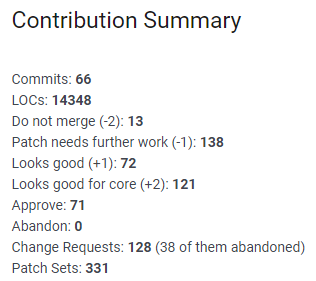 Contribution Summary
Commits: 66
LOCs: 14348
Do not merge (-2): 13
Patch needs further work (-1): 138
Looks good (+1): 72
Looks good for core (+2): 121
Approve: 71
Abandon: 0
Change Requests: 128 (38 of them abandoned)
Patch Sets: 331